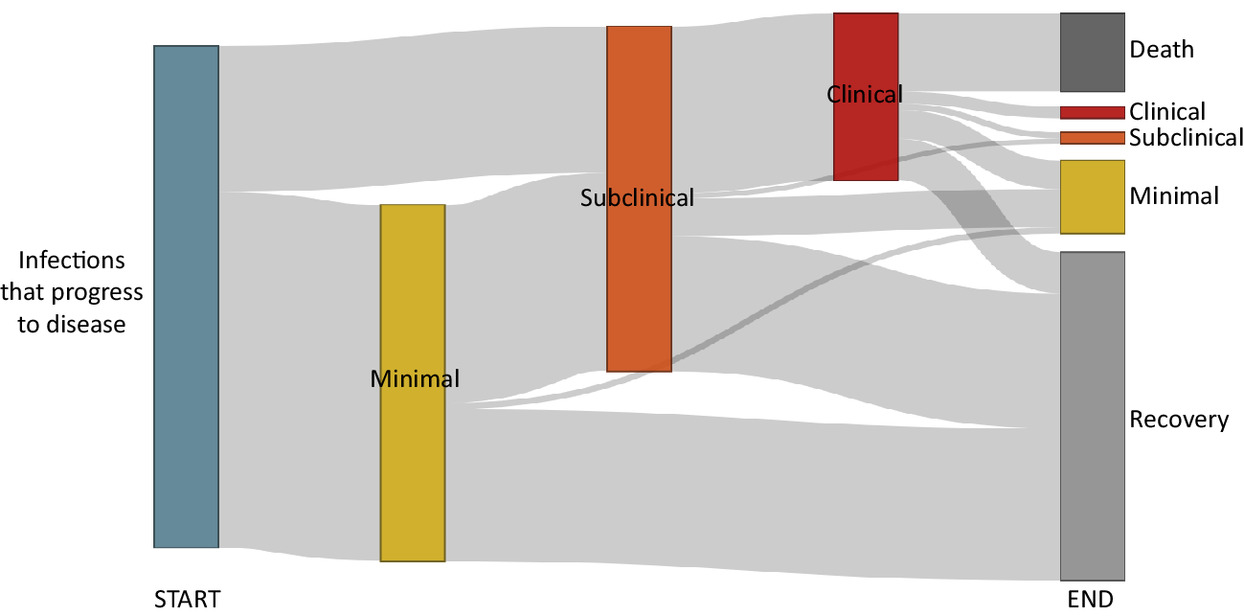 Infections
that progress
to disease
START
Minimal
Subclinical
Clinical
Death
Clinical
Subclinical
Minimal
Recovery
END